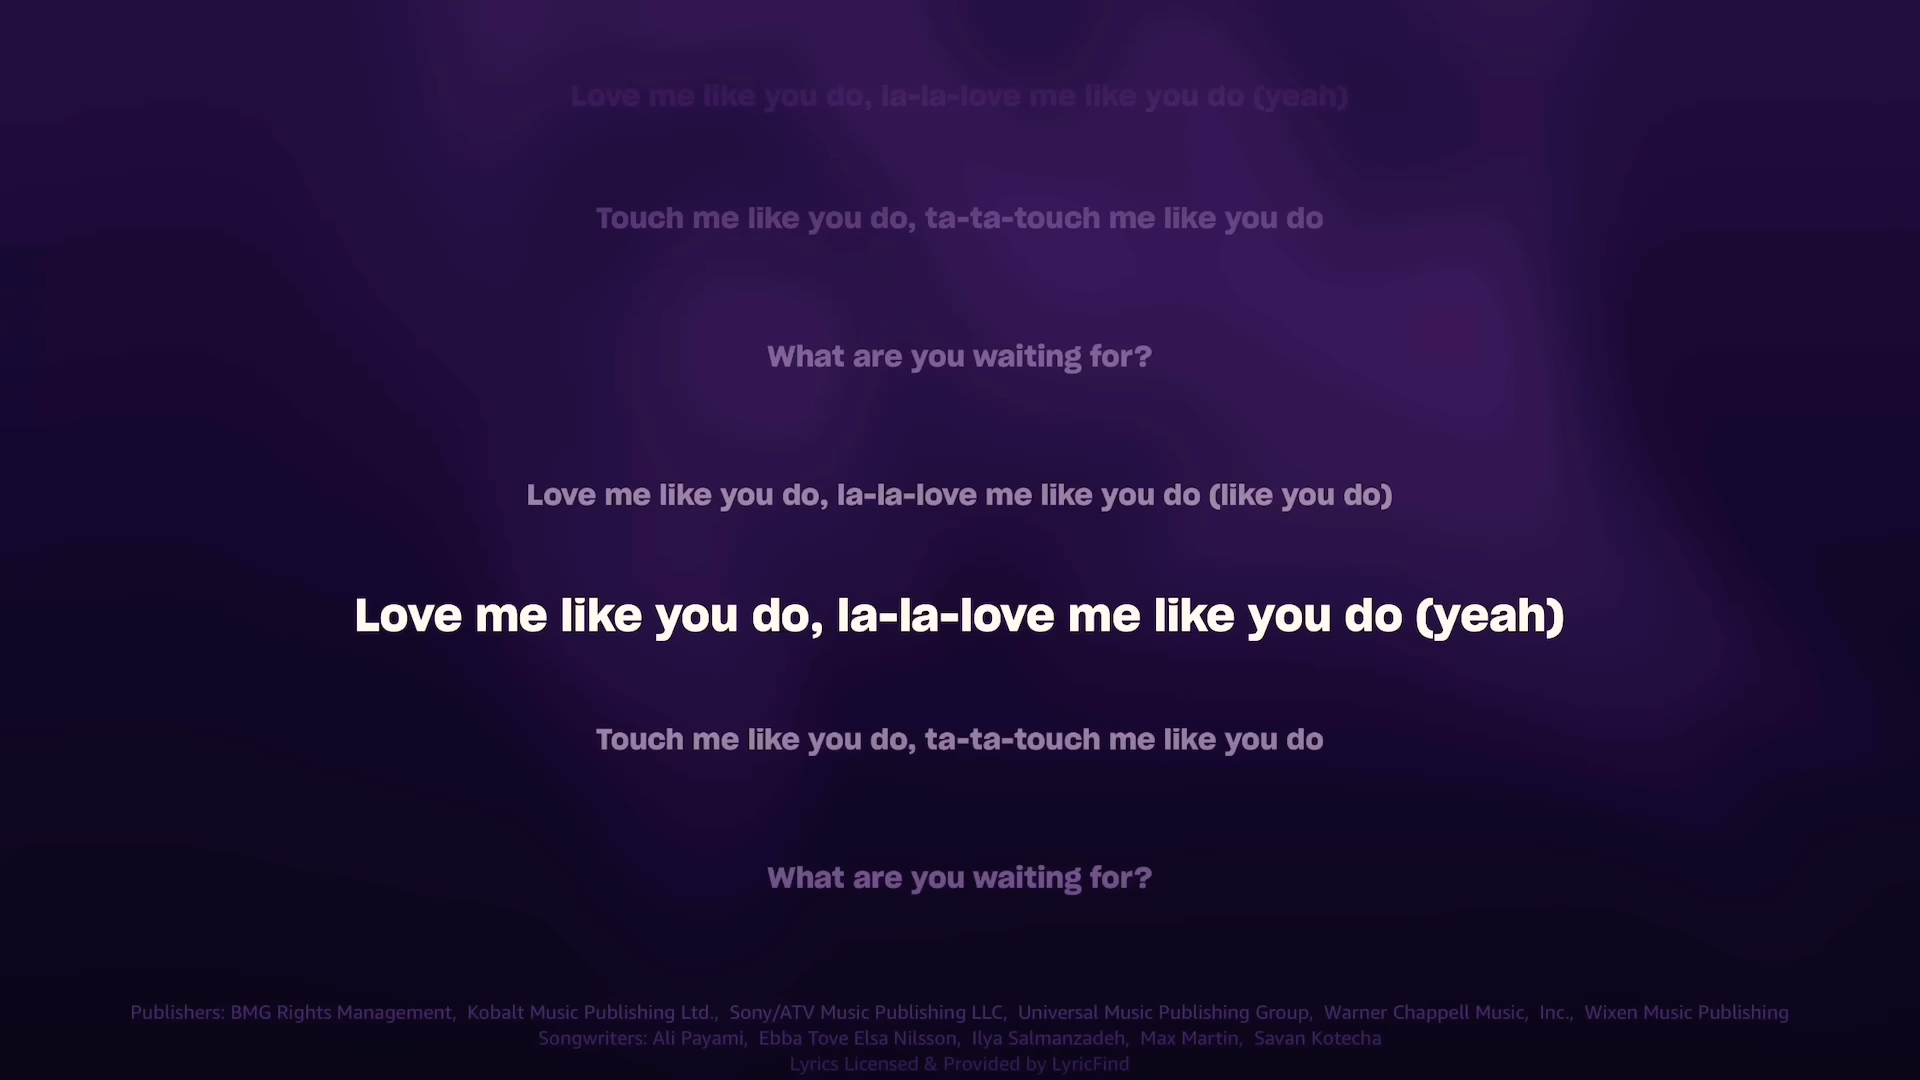 Love me like you do, la-la-love me like you do (yeah)
Touch me like you do, ta-ta-touch me like you do
What are you waiting for?
Love me like you do, la-la-love me like you do (like you do)
Love me like you do, la-la-love me like you do (yeah)
Touch me like you do, ta-ta-touch me like you do
What are you waiting for?
Publishers: BMG Rights Management, Kobalt Music Publishing Ltd., Sony/ATV Music Publishing LLC, Universal Music Publishing Group, Warner Chappell Music, Inc., Wixen Music Publishing
Songwriters: Ali Payami, Ebba Tove Elsa Nilsson, Ilya Salmanzadeh, Max Martin, Savan Kotecha
Lyrics Licensed & Provided by LyricFind